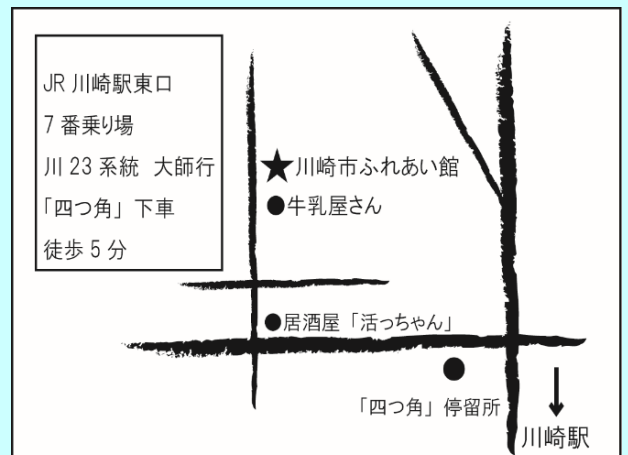 JR 川崎駅東口
7 番乗り場
川 23 系統 大師行
「四つ角」下車
徒歩 5 分
★川崎市ふれあい館
●牛乳屋さん
●居酒屋「活っちゃん」
「四つ角」停留所
川崎駅